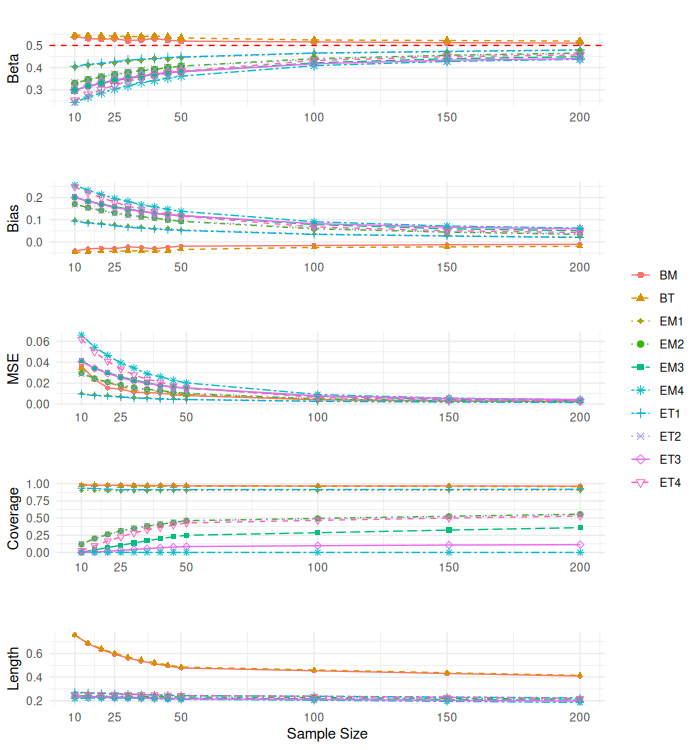 Beta
0.5
0.4
0.3
10 25 50 100 150 200
Bias
0.2
0.1
0.0
10 25 50 100 150 200
MSE
0.06
0.04
0.02
0.00
10 25 50 100 150 200
Coverage
1.00
0.75
0.50
0.25
0.00
10 25 50 100 150 200
Length
0.6
0.4
0.2
10 25 50 100 150 200
Sample Size
BM
BT
EM1
EM2
EM3
EM4
ET1
ET2
ET3
ET4